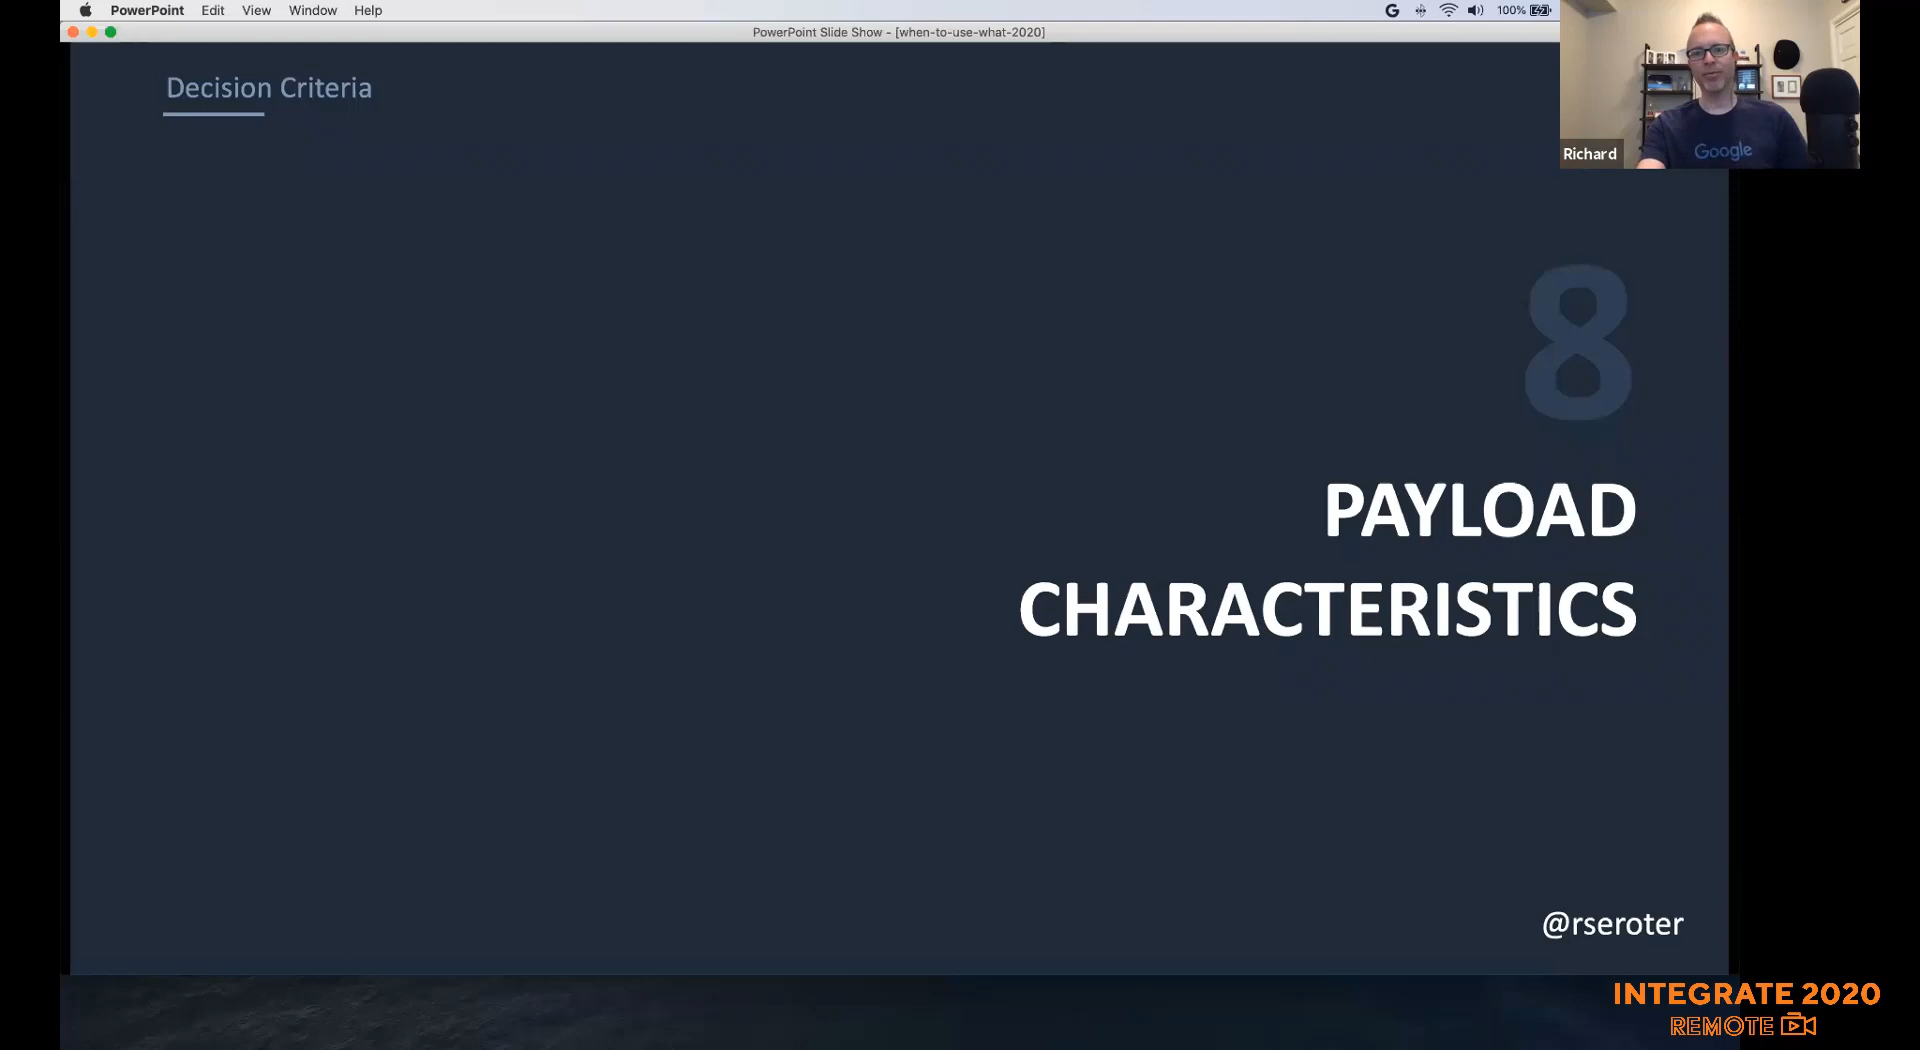 PowerPoint Edit View Window Help
G 100%
PowerPoint Slide Show - [when-to-use-what-2020]
Decision Criteria
Google
Richard
8
PAYLOAD
CHARACTERISTICS
@rseroter
INTEGRATE 2020
REMOTE